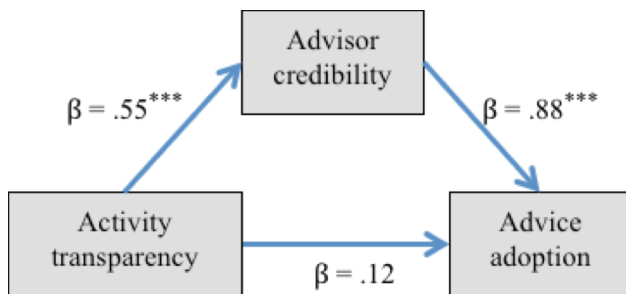 Advisor
credibility
β = .55***
β = .88***
Activity
transparency
Advice
adoption
β = .12